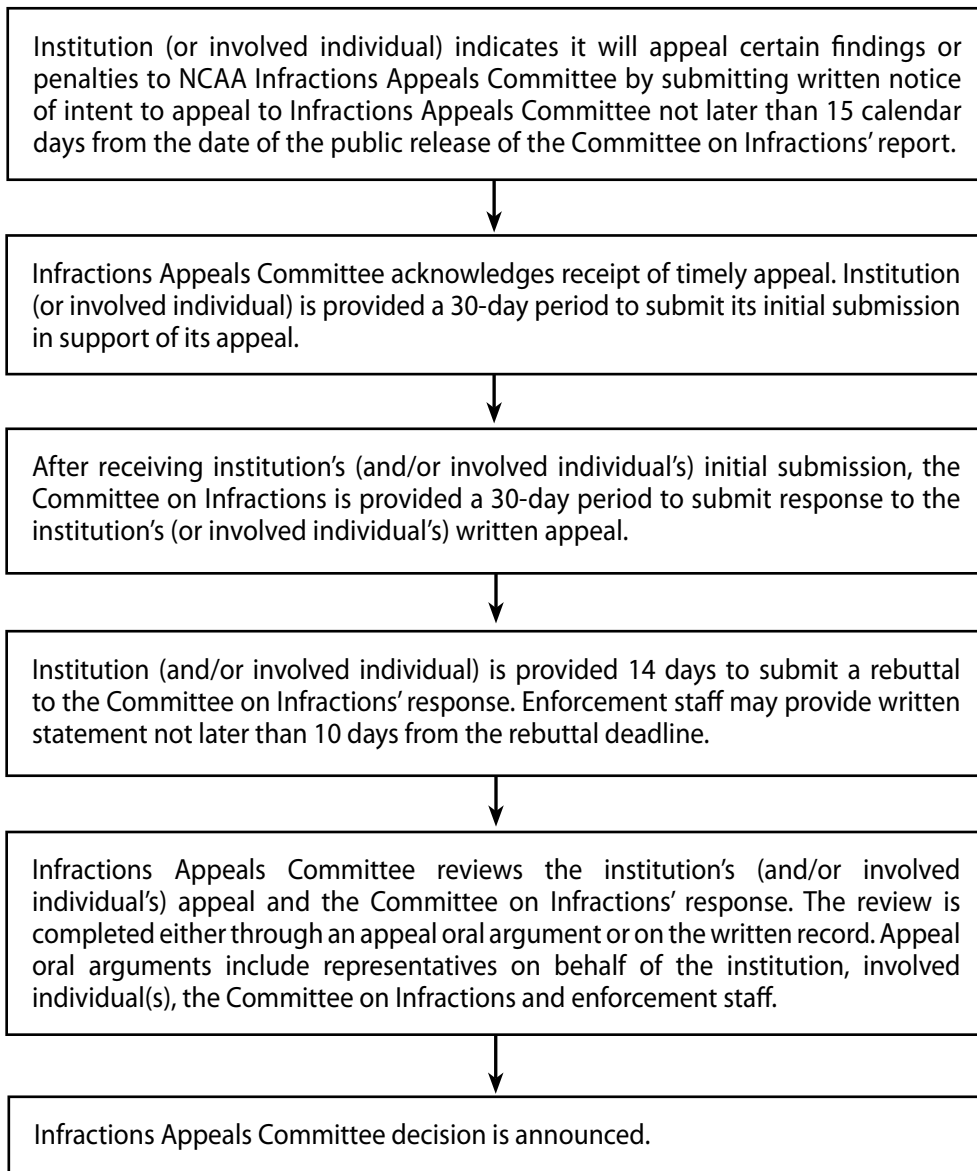 Institution (or involved individual) indicates it will appeal certain findings or
penalties to NCAA Infractions Appeals Committee by submitting written notice
of intent to appeal to Infractions Appeals Committee not later than 15 calendar
days from the date of the public release of the Committee on Infractions’ report.
Infractions Appeals Committee acknowledges receipt of timely appeal. Institution
(or involved individual) is provided a 30-day period to submit its initial submission
in support of its appeal.
After receiving institution’s (and/or involved individual’s) initial submission, the
Committee on Infractions is provided a 30-day period to submit response to the
institution’s (or involved individual’s) written appeal.
Institution (and/or involved individual) is provided 14 days to submit a rebuttal
to the Committee on Infractions’ response. Enforcement staff may provide written
statement not later than 10 days from the rebuttal deadline.
Infractions Appeals Committee reviews the institution’s (and/or involved
individual’s) appeal and the Committee on Infractions’ response. The review is
completed either through an appeal oral argument or on the written record. Appeal
oral arguments include representatives on behalf of the institution, involved
individual(s), the Committee on Infractions and enforcement staff.
Infractions Appeals Committee decision is announced.